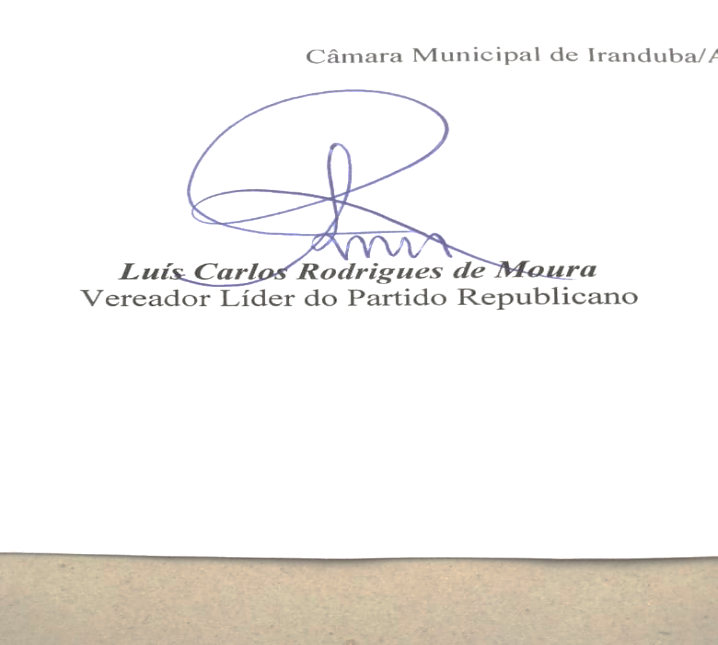 Câmara Municipal de Iranduba/A
Luís Carlos Rodrigues de Moura
Vereador Líder do Partido Republicano